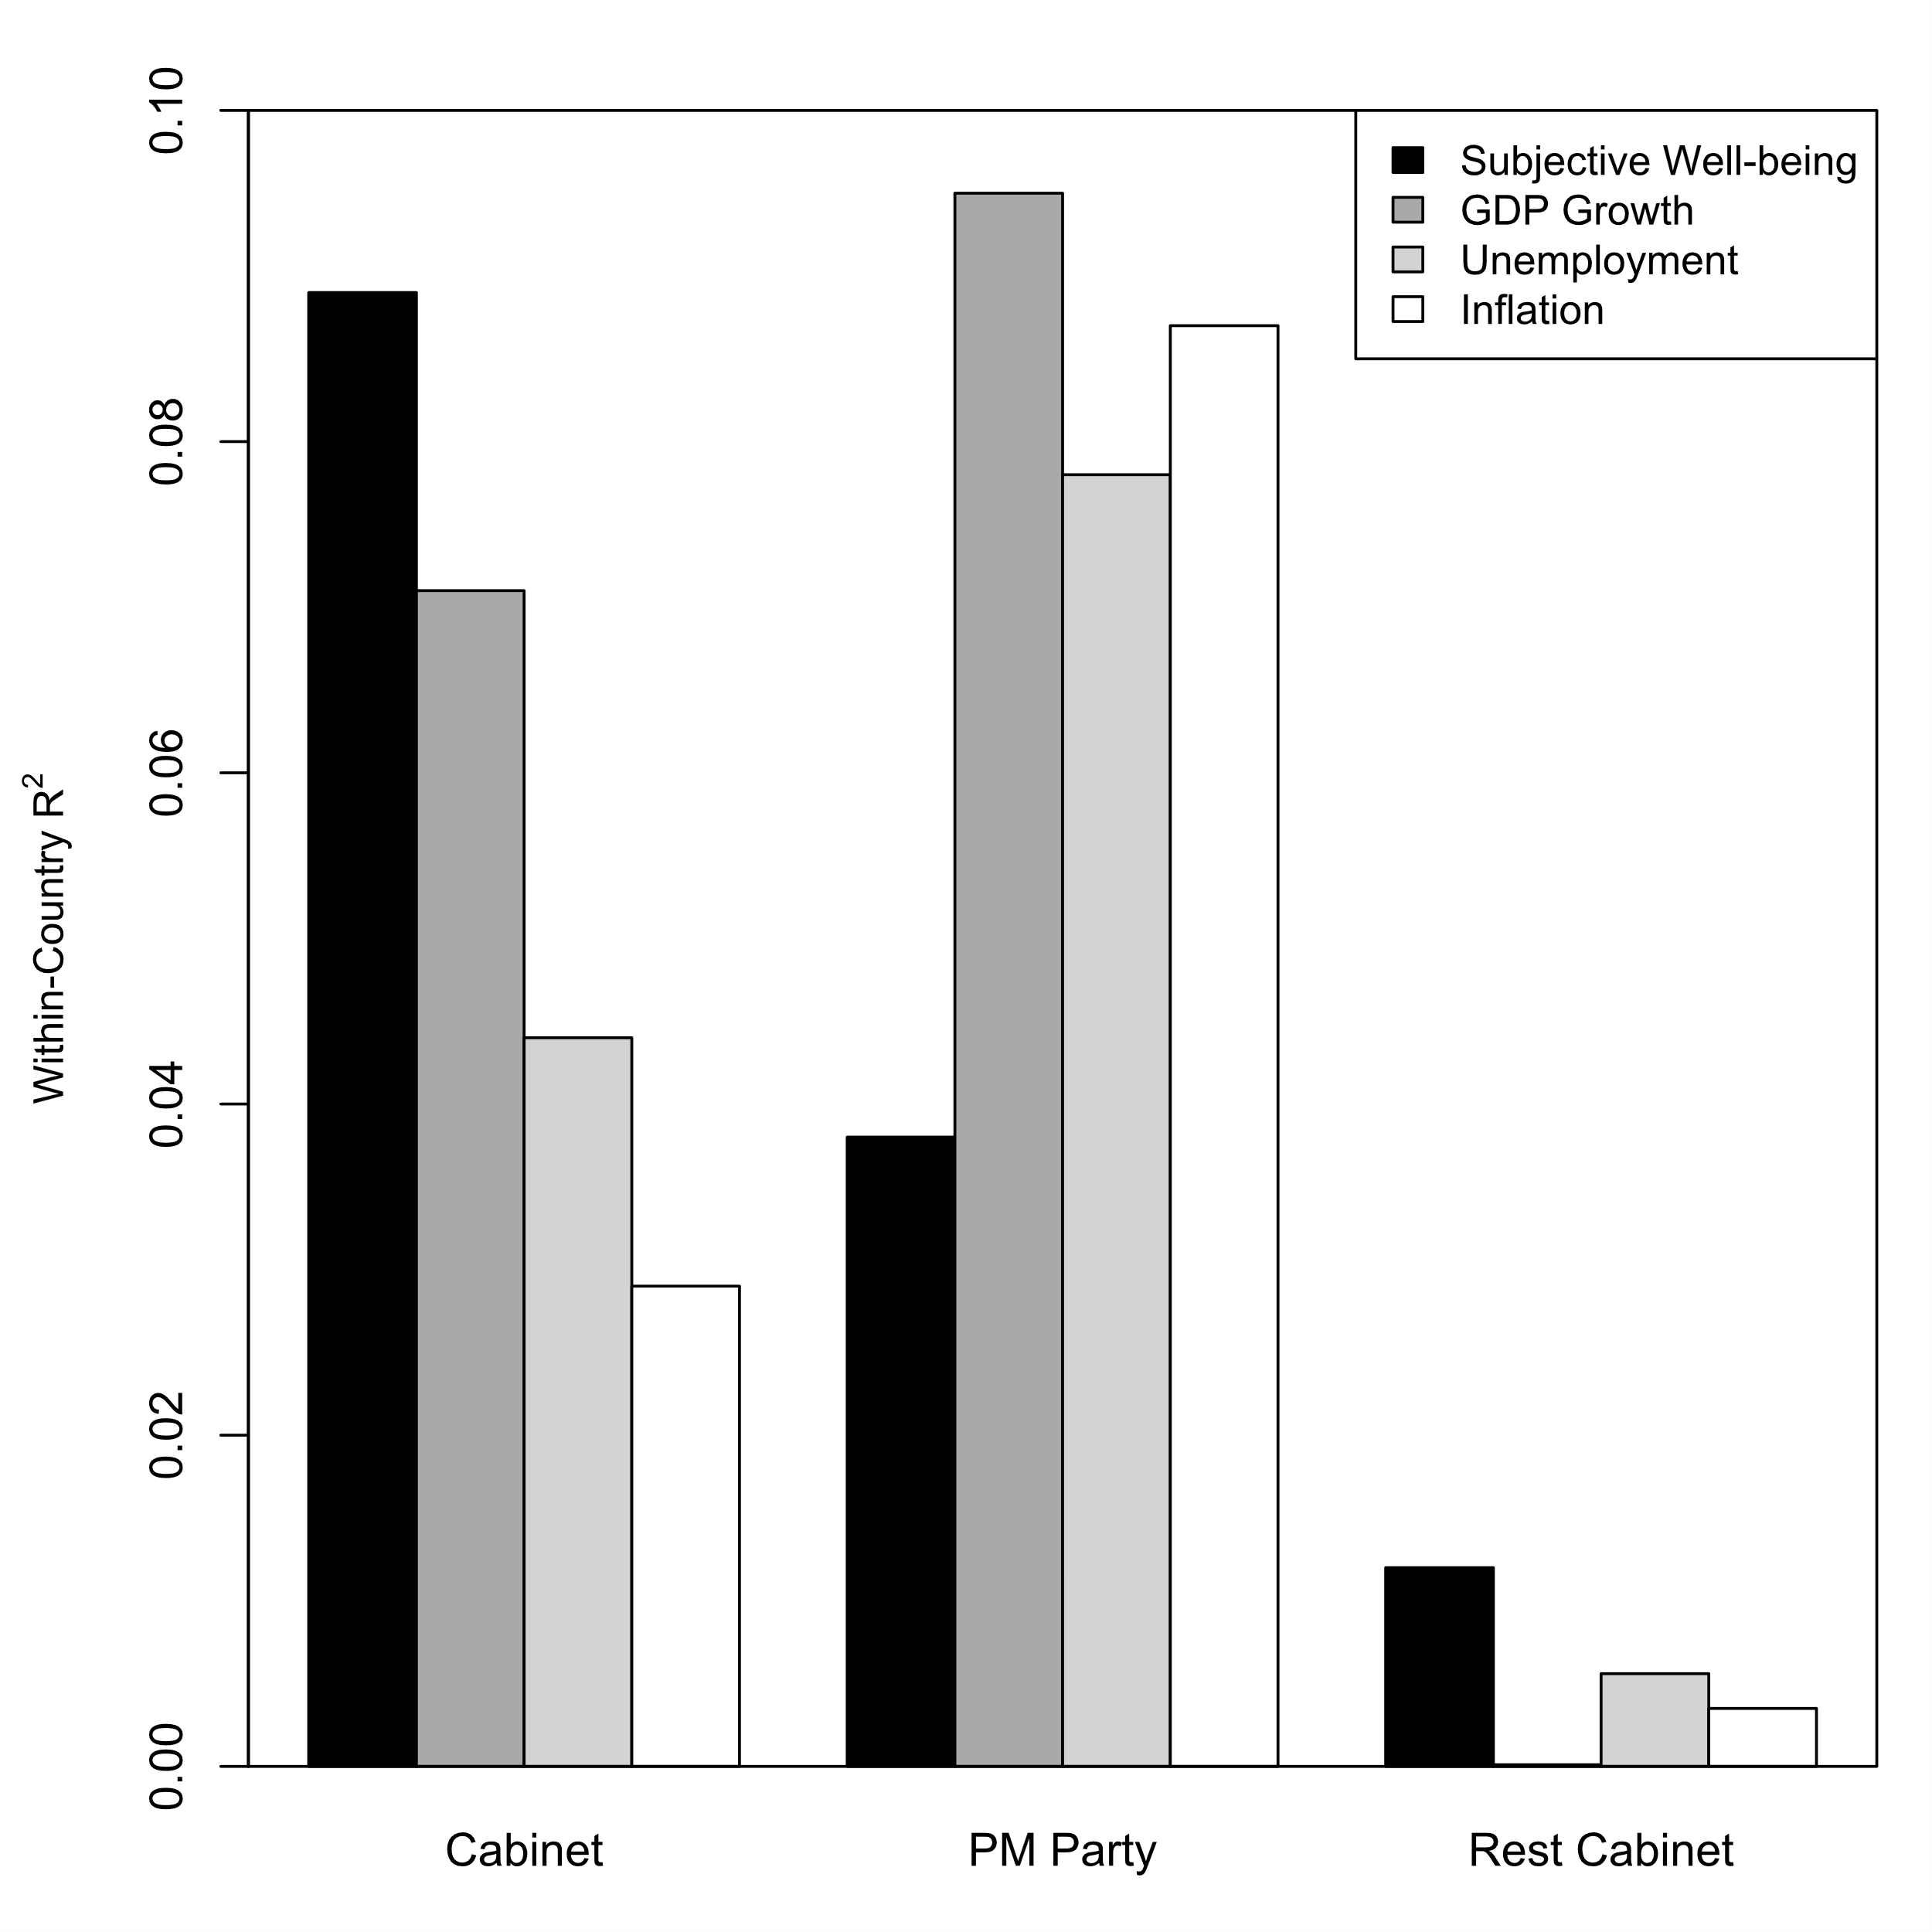 Within-Country R²
0.10
0.08
0.06
0.04
0.02
0.00
Subjective Well-being
GDP Growth
Unemployment
Inflation
Cabinet
PM Party
Rest Cabinet